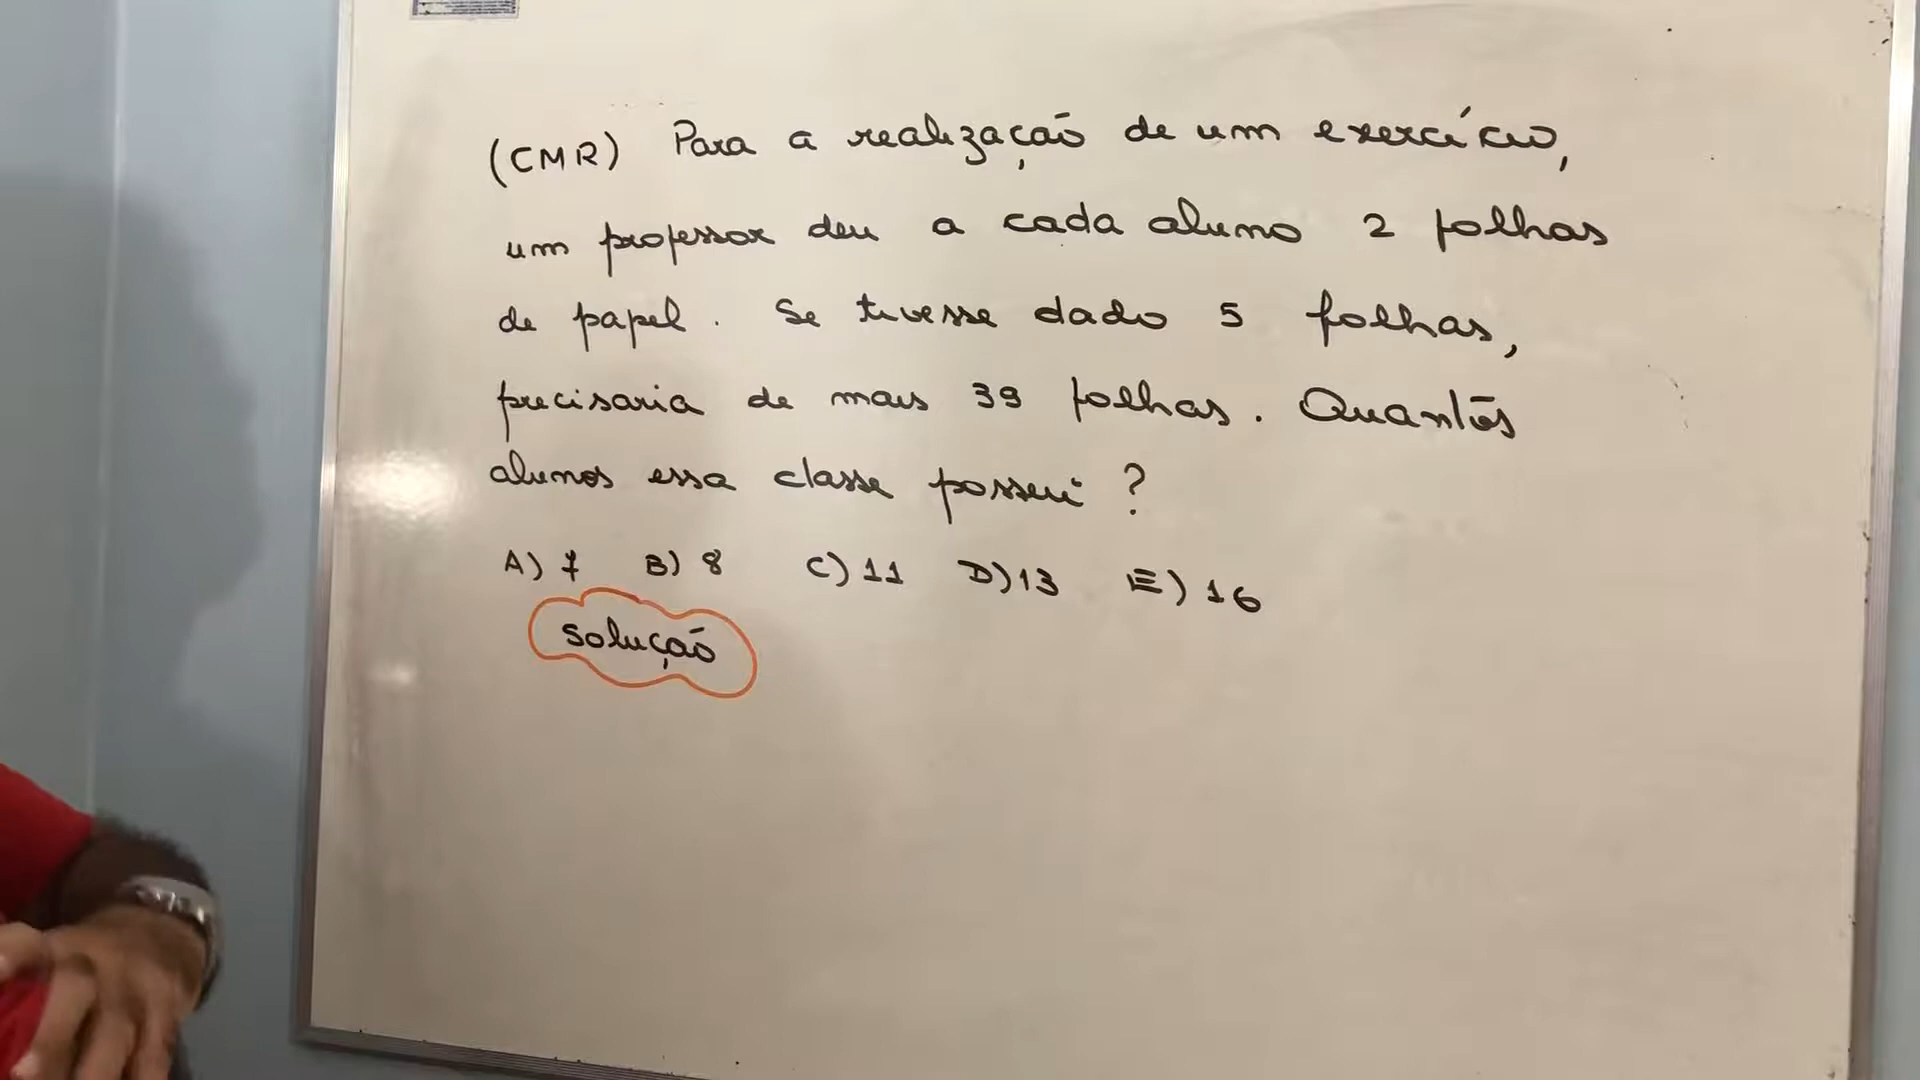 (CMR) Para a realização de um exercício,
um professor deu a cada aluno 2 folhas
de papel. Se tivesse dado 5 folhas,
precisaria de mais 39 folhas. Quantos
alunos essa classe possui?
A) 7 B) 8 C) 11 D) 13 E) 16
Solução